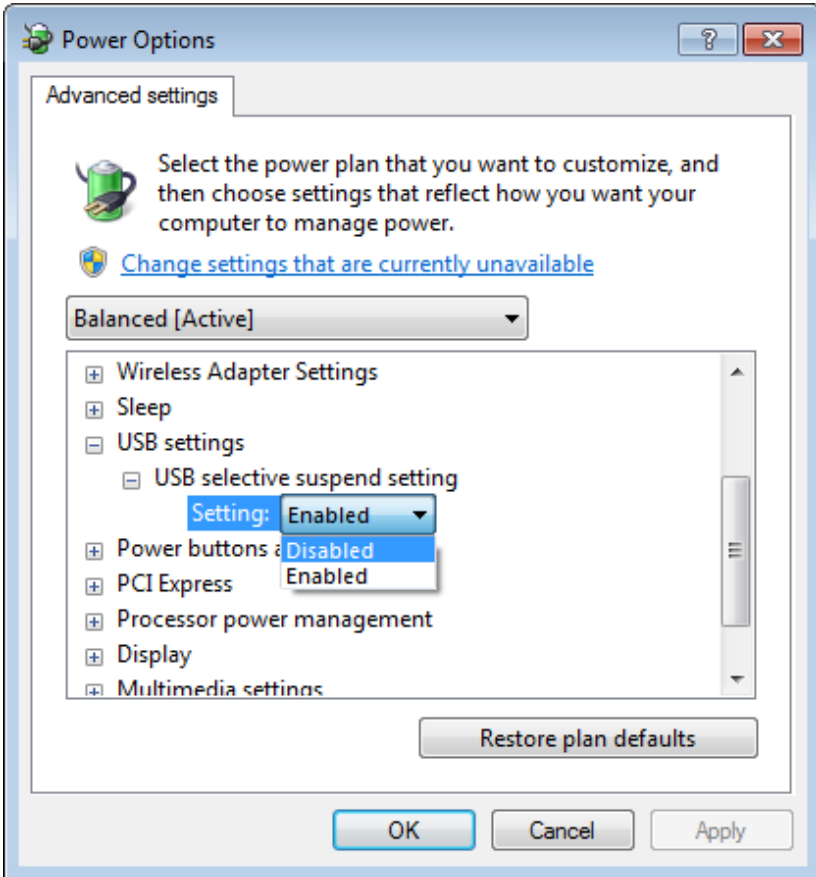 Power Options
Advanced settings
Select the power plan that you want to customize, and
then choose settings that reflect how you want your
computer to manage power.
Change settings that are currently unavailable
Balanced [Active]
Wireless Adapter Settings
Sleep
USB settings
USB selective suspend setting
Setting: Enabled
Power buttons a
Disabled
Enabled
PCI Express
Processor power management
Display
Multimedia settings
Restore plan defaults
OK Cancel Apply